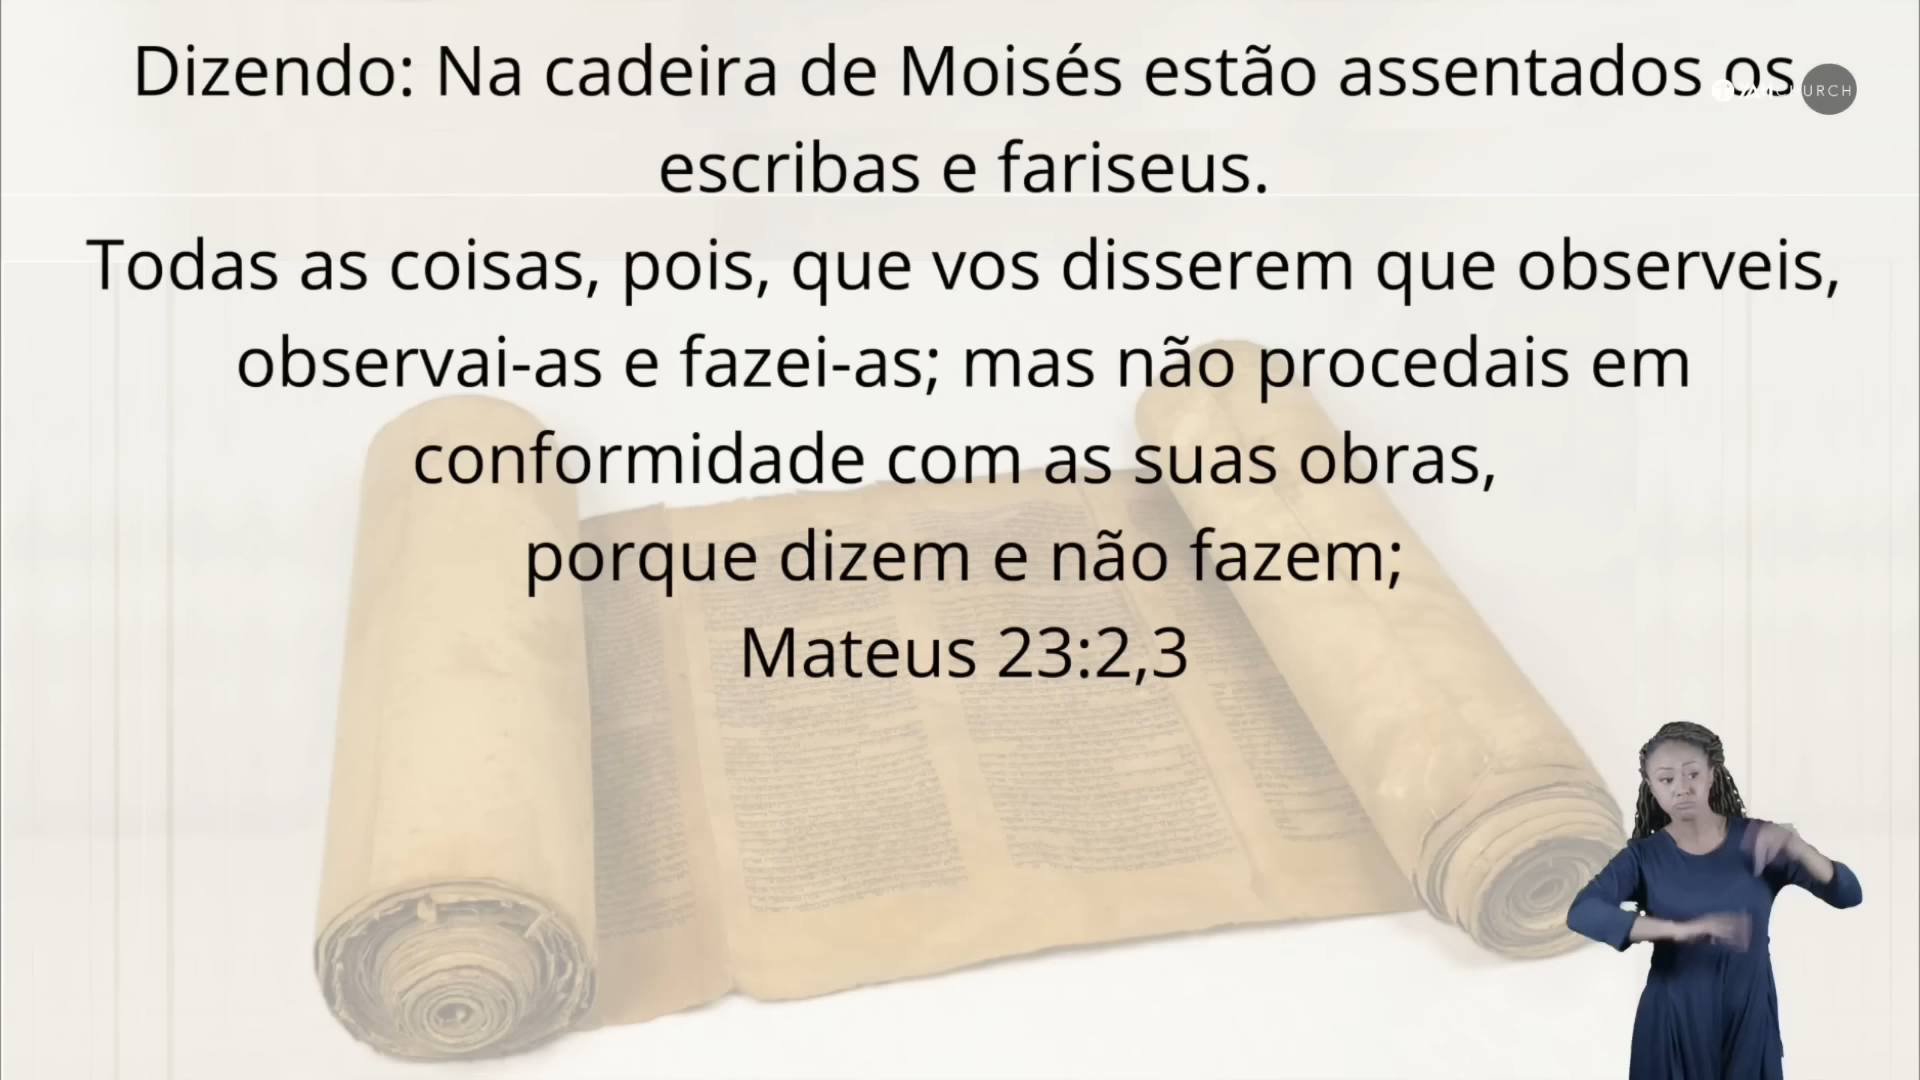 Dizendo: Na cadeira de Moisés estão assentados os
escribas e fariseus.
Todas as coisas, pois, que vos disserem que observeis,
observai-as e fazei-as; mas não procedais em
conformidade com as suas obras,
porque dizem e não fazem;
Mateus 23:2,3
URCH